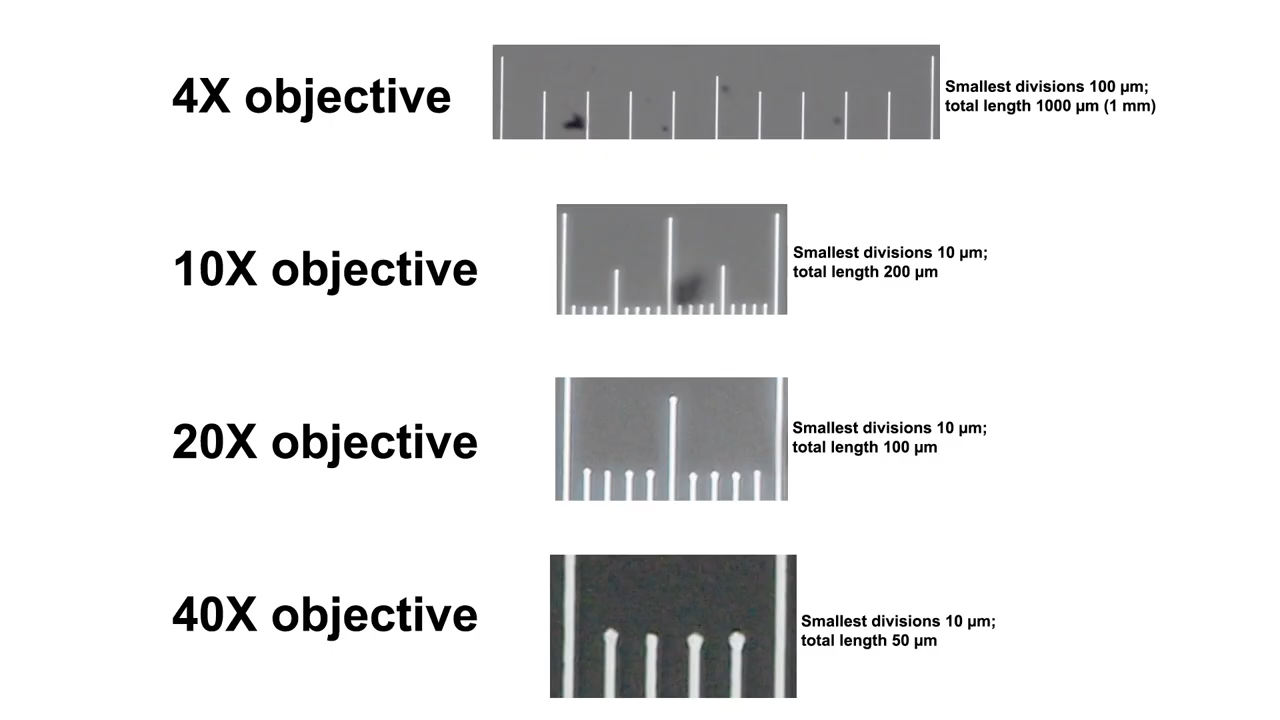 4X objective
Smallest divisions 100 µm;
total length 1000 µm (1 mm)
10X objective
Smallest divisions 10 µm;
total length 200 µm
20X objective
Smallest divisions 10 µm;
total length 100 µm
40X objective
Smallest divisions 10 µm;
total length 50 µm